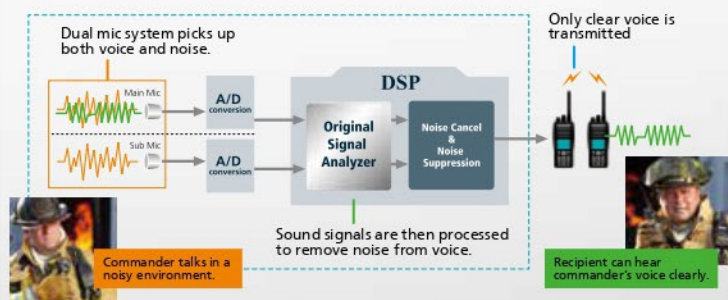 Dual mic system picks up
both voice and noise.
Only clear voice is
transmitted
Main Mic
A/D
conversion
DSP
Original
Signal
Analyzer
Noise Cancel
&
Noise
Suppression
Sub Mic
A/D
conversion
Sound signals are then processed
to remove noise from voice.
Commander talks in a
noisy environment.
Recipient can hear
commander's voice clearly.